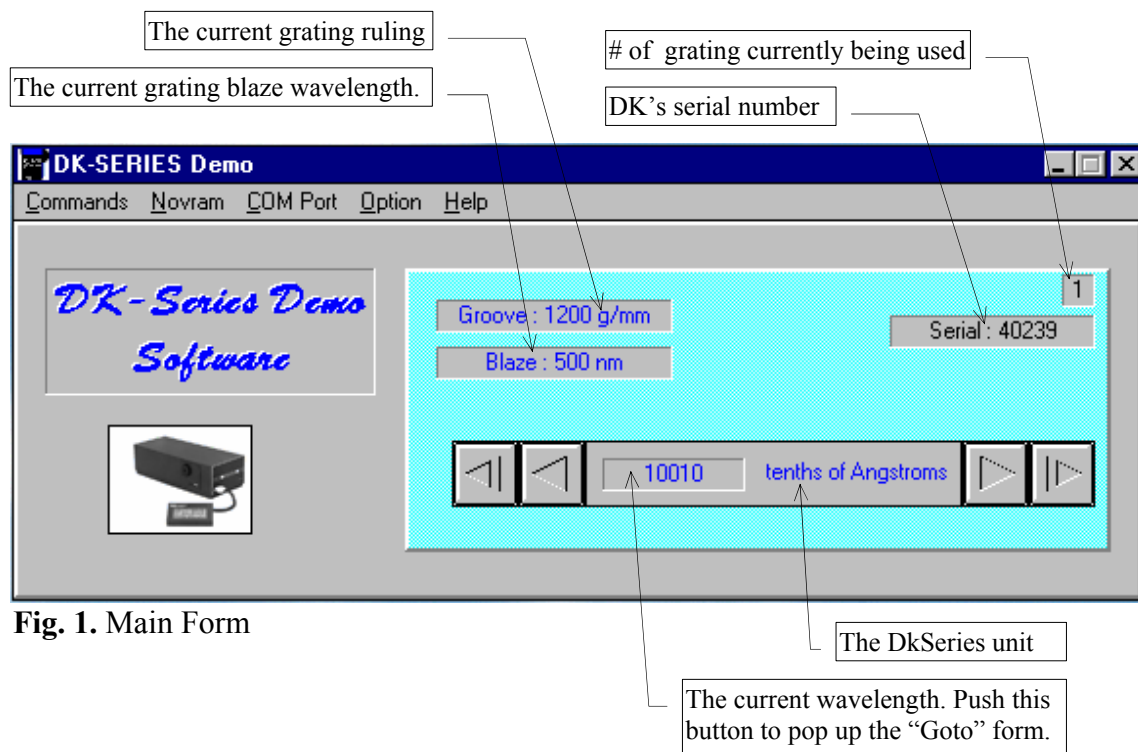 The current grating ruling
# of grating currently being used
The current grating blaze wavelength.
DK's serial number
DK-SERIES Demo
Commands Novram COM Port Option Help
DK-Series Demo
Software
1
Groove : 1200 g/mm
Serial : 40239
Blaze : 500 nm
10010 tenths of Angstroms
Fig. 1. Main Form
The DkSeries unit
The current wavelength. Push this
button to pop up the “Goto” form.